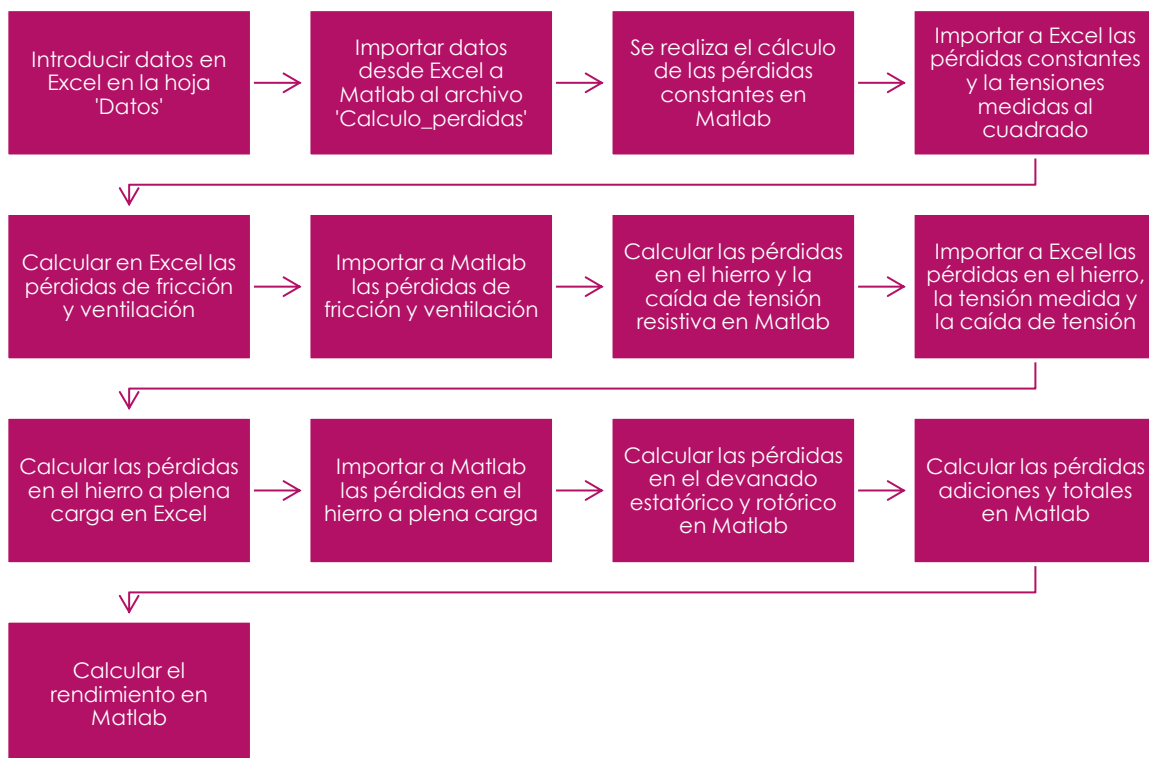 Introducir datos en
Excel en la hoja
'Datos'
Importar datos
desde Excel a
Matlab al archivo
'Calculo_perdidas'
Se realiza el cálculo
de las pérdidas
constantes en
Matlab
Importar a Excel las
pérdidas constantes
y la tensiones
medidas al
cuadrado
Calcular en Excel las
pérdidas de fricción
y ventilación
Importar a Matlab
las pérdidas de
fricción y ventilación
Calcular las pérdidas
en el hierro y la
caída de tensión
resistiva en Matlab
Importar a Excel las
pérdidas en el hierro,
la tensión medida y
la caída de tensión
Calcular las pérdidas
en el hierro a plena
carga en Excel
Importar a Matlab
las pérdidas en el
hierro a plena carga
Calcular las pérdidas
en el devanado
estatórico y rotórico
en Matlab
Calcular las pérdidas
adiciones y totales
en Matlab
Calcular el
rendimiento en
Matlab